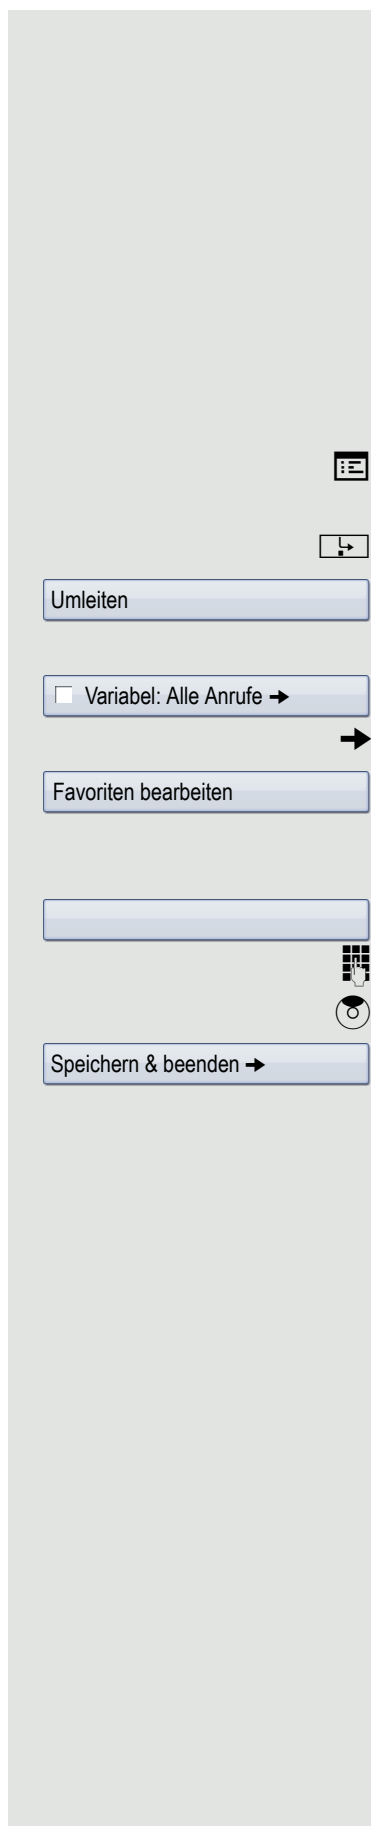 Umleiten
Variabel: Alle Anrufe ➔
Favoriten bearbeiten
Speichern & beenden ➔